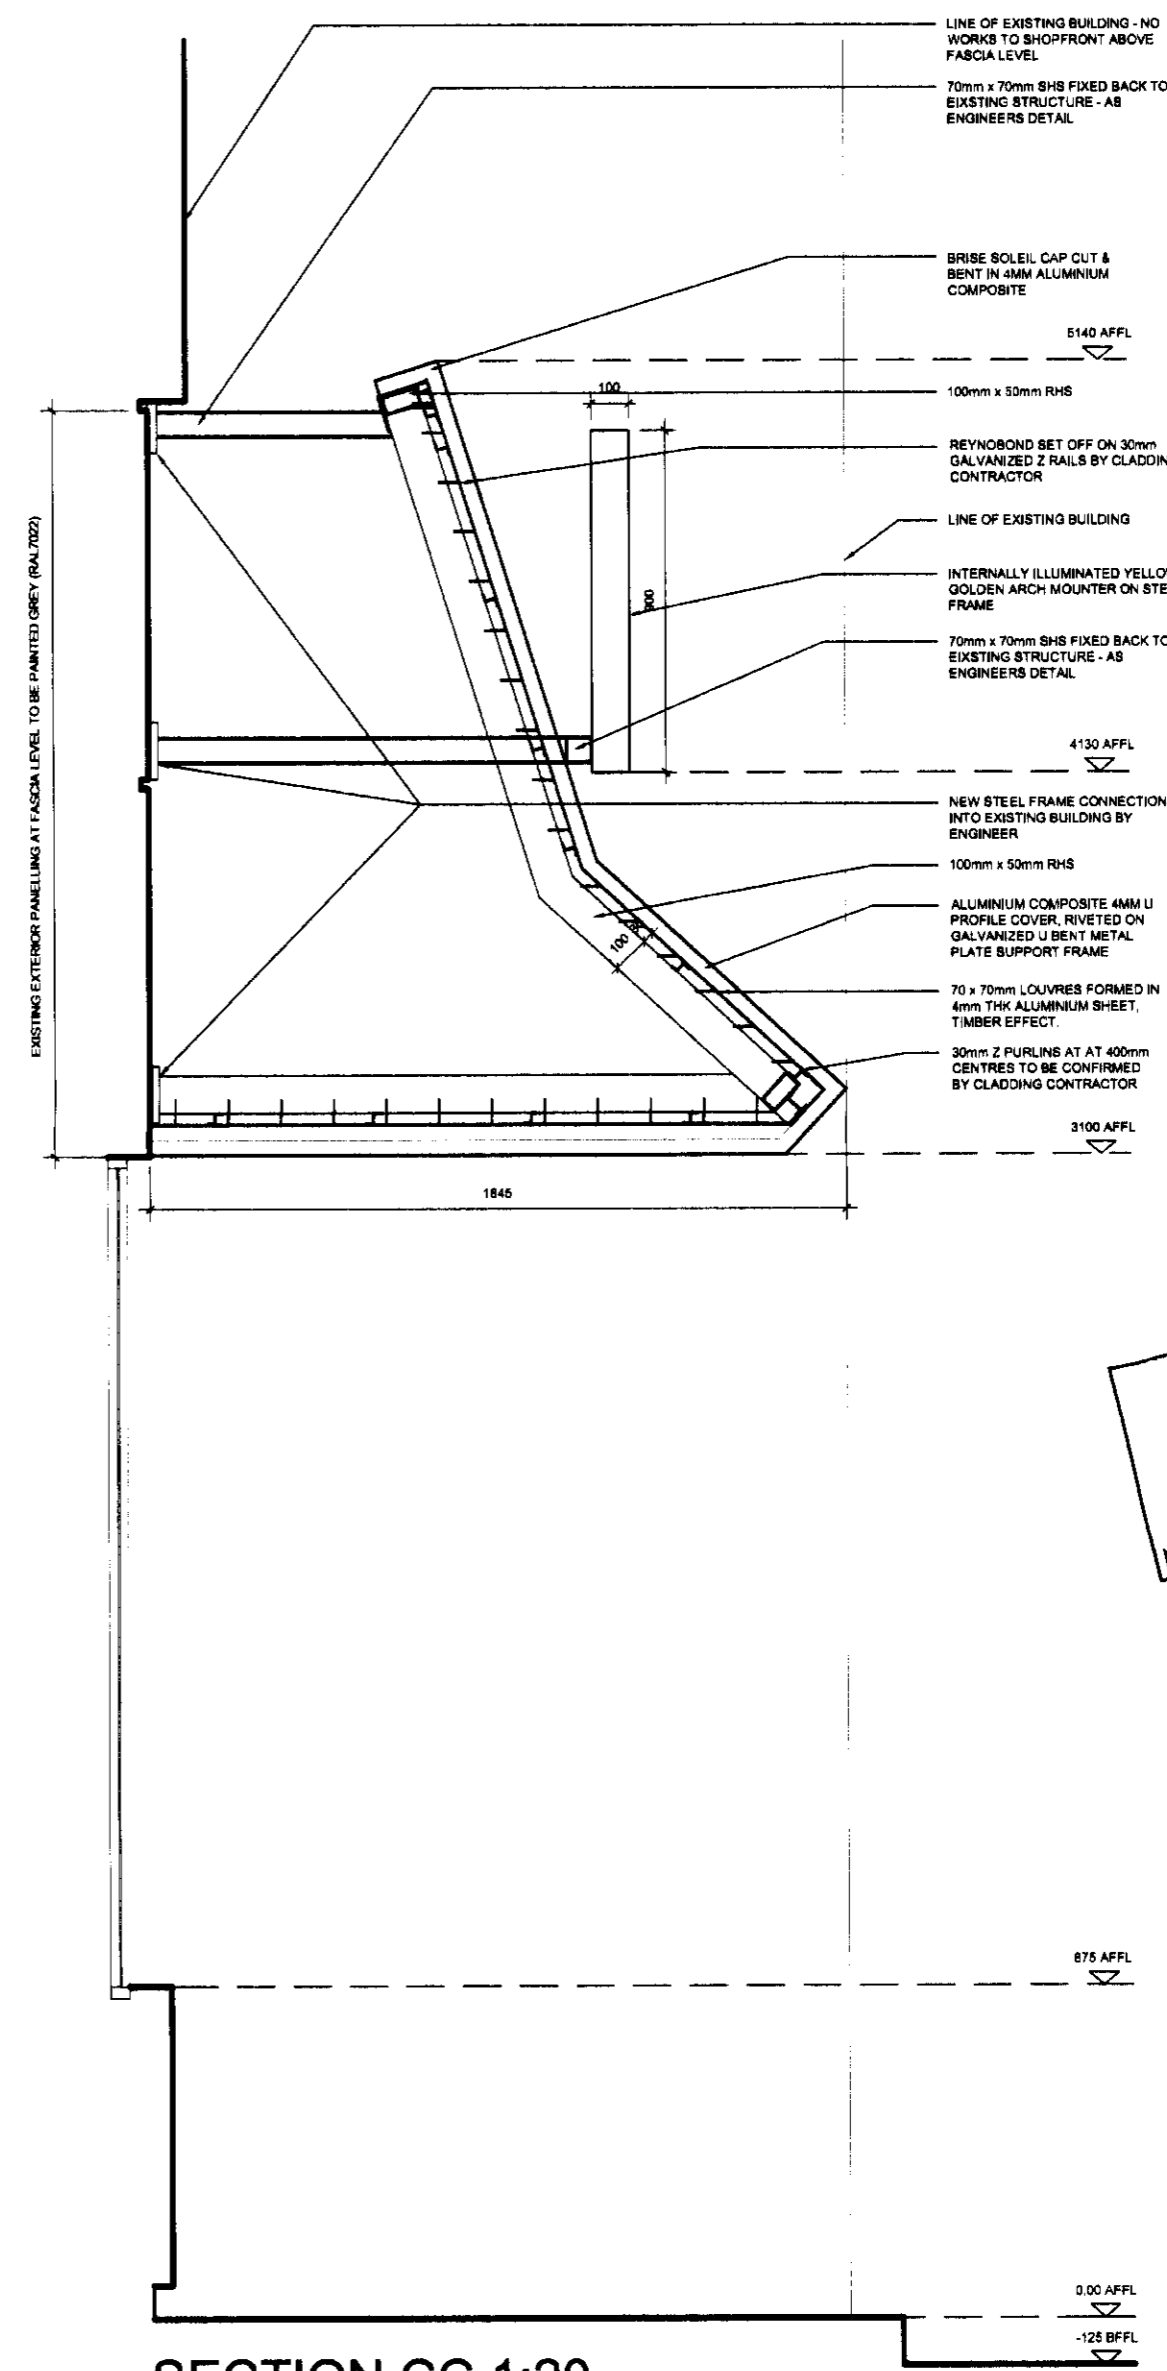 LINE OF EXISTING BUILDING - NO
WORKS TO SHOPFRONT ABOVE
FASCIA LEVEL
70mm x 70mm SHS FIXED BACK TO
EIXSTING STRUCTURE - AS
ENGINEERS DETAIL
BRISE SOLEIL CAP CUT &
BENT IN 4MM ALUMINIUM
COMPOSITE
5140 AFFL
100
100mm x 50mm RHS
REYNOBOND SET OFF ON 30mm
GALVANIZED Z RAILS BY CLADDIN
CONTRACTOR
LINE OF EXISTING BUILDING
INTERNALLY ILLUMINATED YELLO
GOLDEN ARCH MOUNTER ON STE
FRAME
900
70mm x 70mm SHS FIXED BACK TO
EIXSTING STRUCTURE - AS
ENGINEERS DETAIL
EXISTING EXTERIOR PANELLING AT FASCIA LEVEL TO BE PAINTED GREY (RAL7022)
4130 AFFL
NEW STEEL FRAME CONNECTION
INTO EXISTING BUILDING BY
ENGINEER
100mm x 50mm RHS
ALUMINIUM COMPOSITE 4MM U
PROFILE COVER, RIVETED ON
GALVANIZED U BENT METAL
PLATE SUPPORT FRAME
100
70 x 70mm LOUVRES FORMED IN
4mm THK ALUMINIUM SHEET,
TIMBER EFFECT.
30mm Z PURLINS AT AT 400mm
CENTRES TO BE CONFIRMED
BY CLADDING CONTRACTOR
3100 AFFL
1845
875 AFFL
0.00 AFFL
-125 BFFL
SECTION CC 1:20